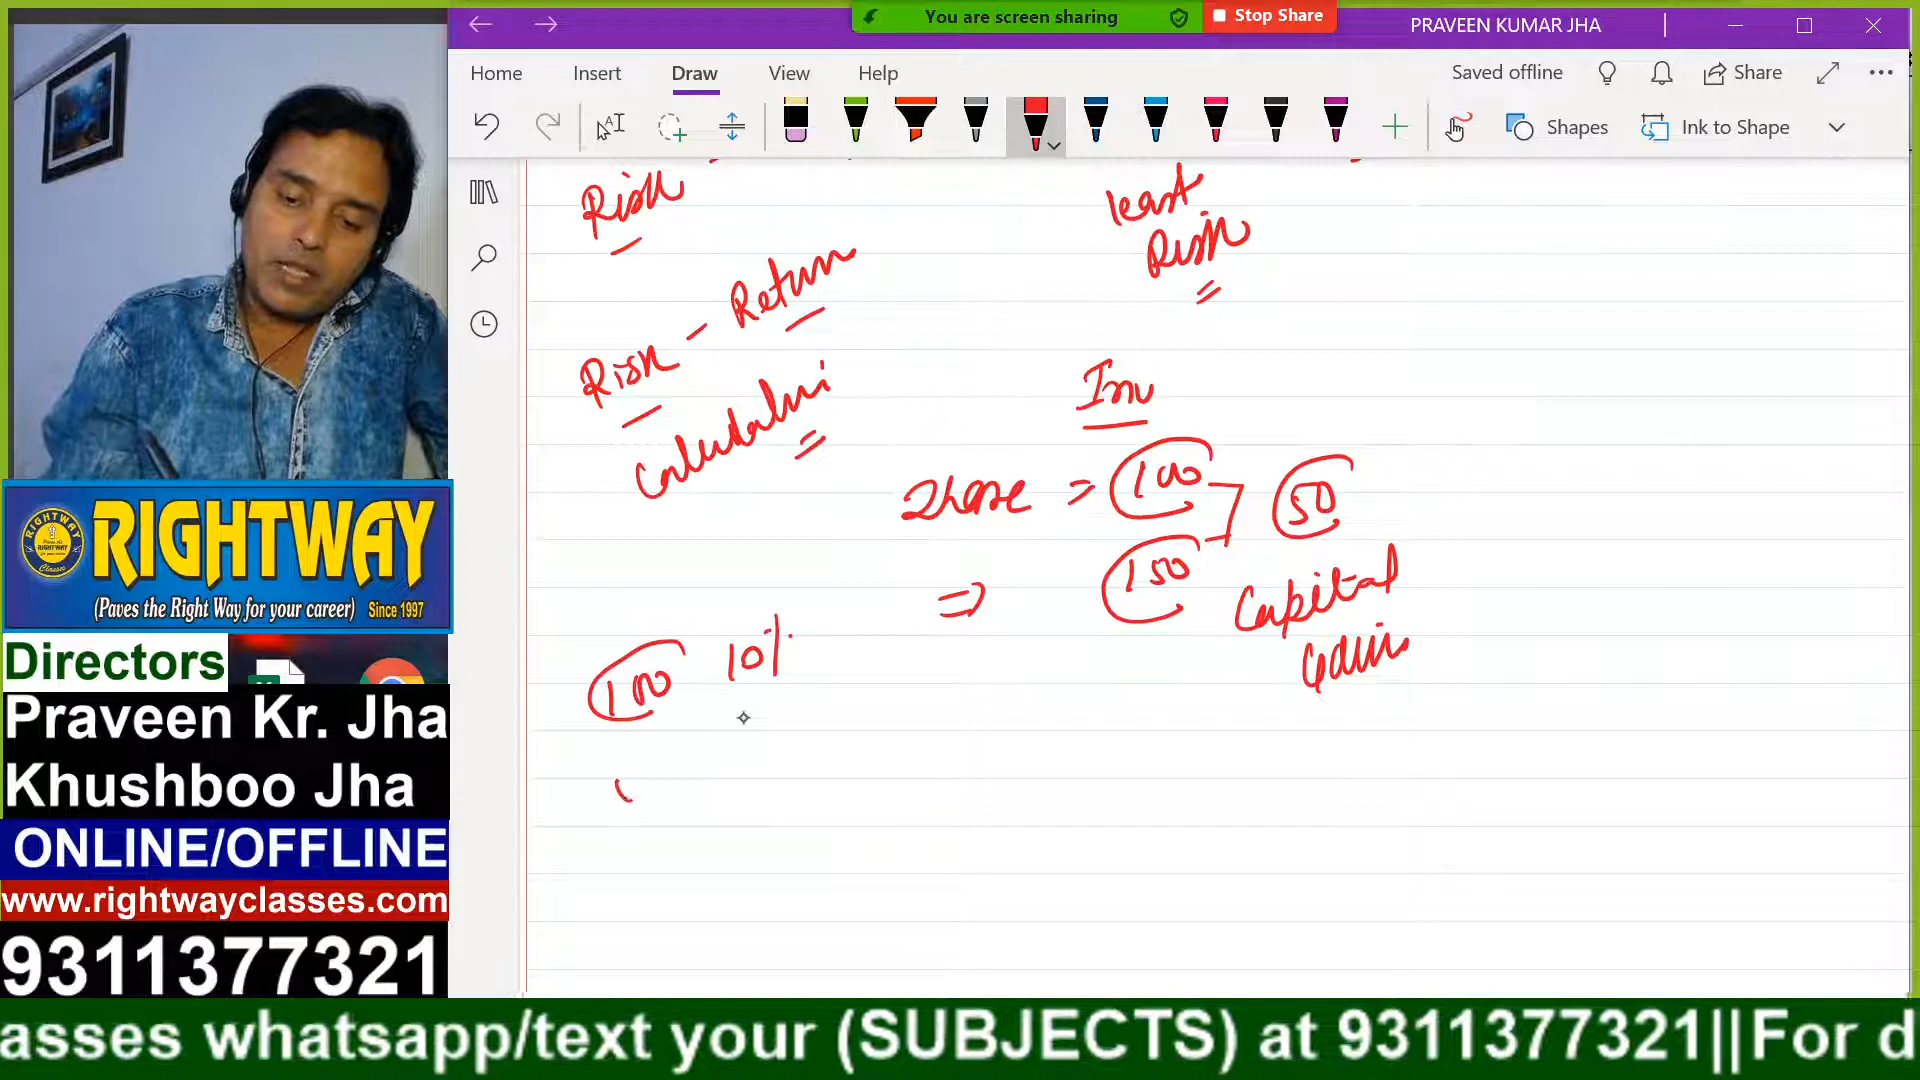 You are screen sharing
Stop Share
PRAVEEN KUMAR JHA
Home Insert Draw View Help
Saved offline
Share
Shapes
Ink to Shape
Risk
least
Risk
Risk - Return
Inv
Share = 100
50
⇒ 150
Capital
Gain
100 10%
RIGHTWAY
RIGHTWAY
Classes
(Paves the Right Way for your career) Since 1997
Directors
Praveen Kr. Jha
Khushboo Jha
ONLINE/OFFLINE
www.rightwayclasses.com
9311377321
asses whatsapp/text your (SUBJECTS) at 9311377321||For d